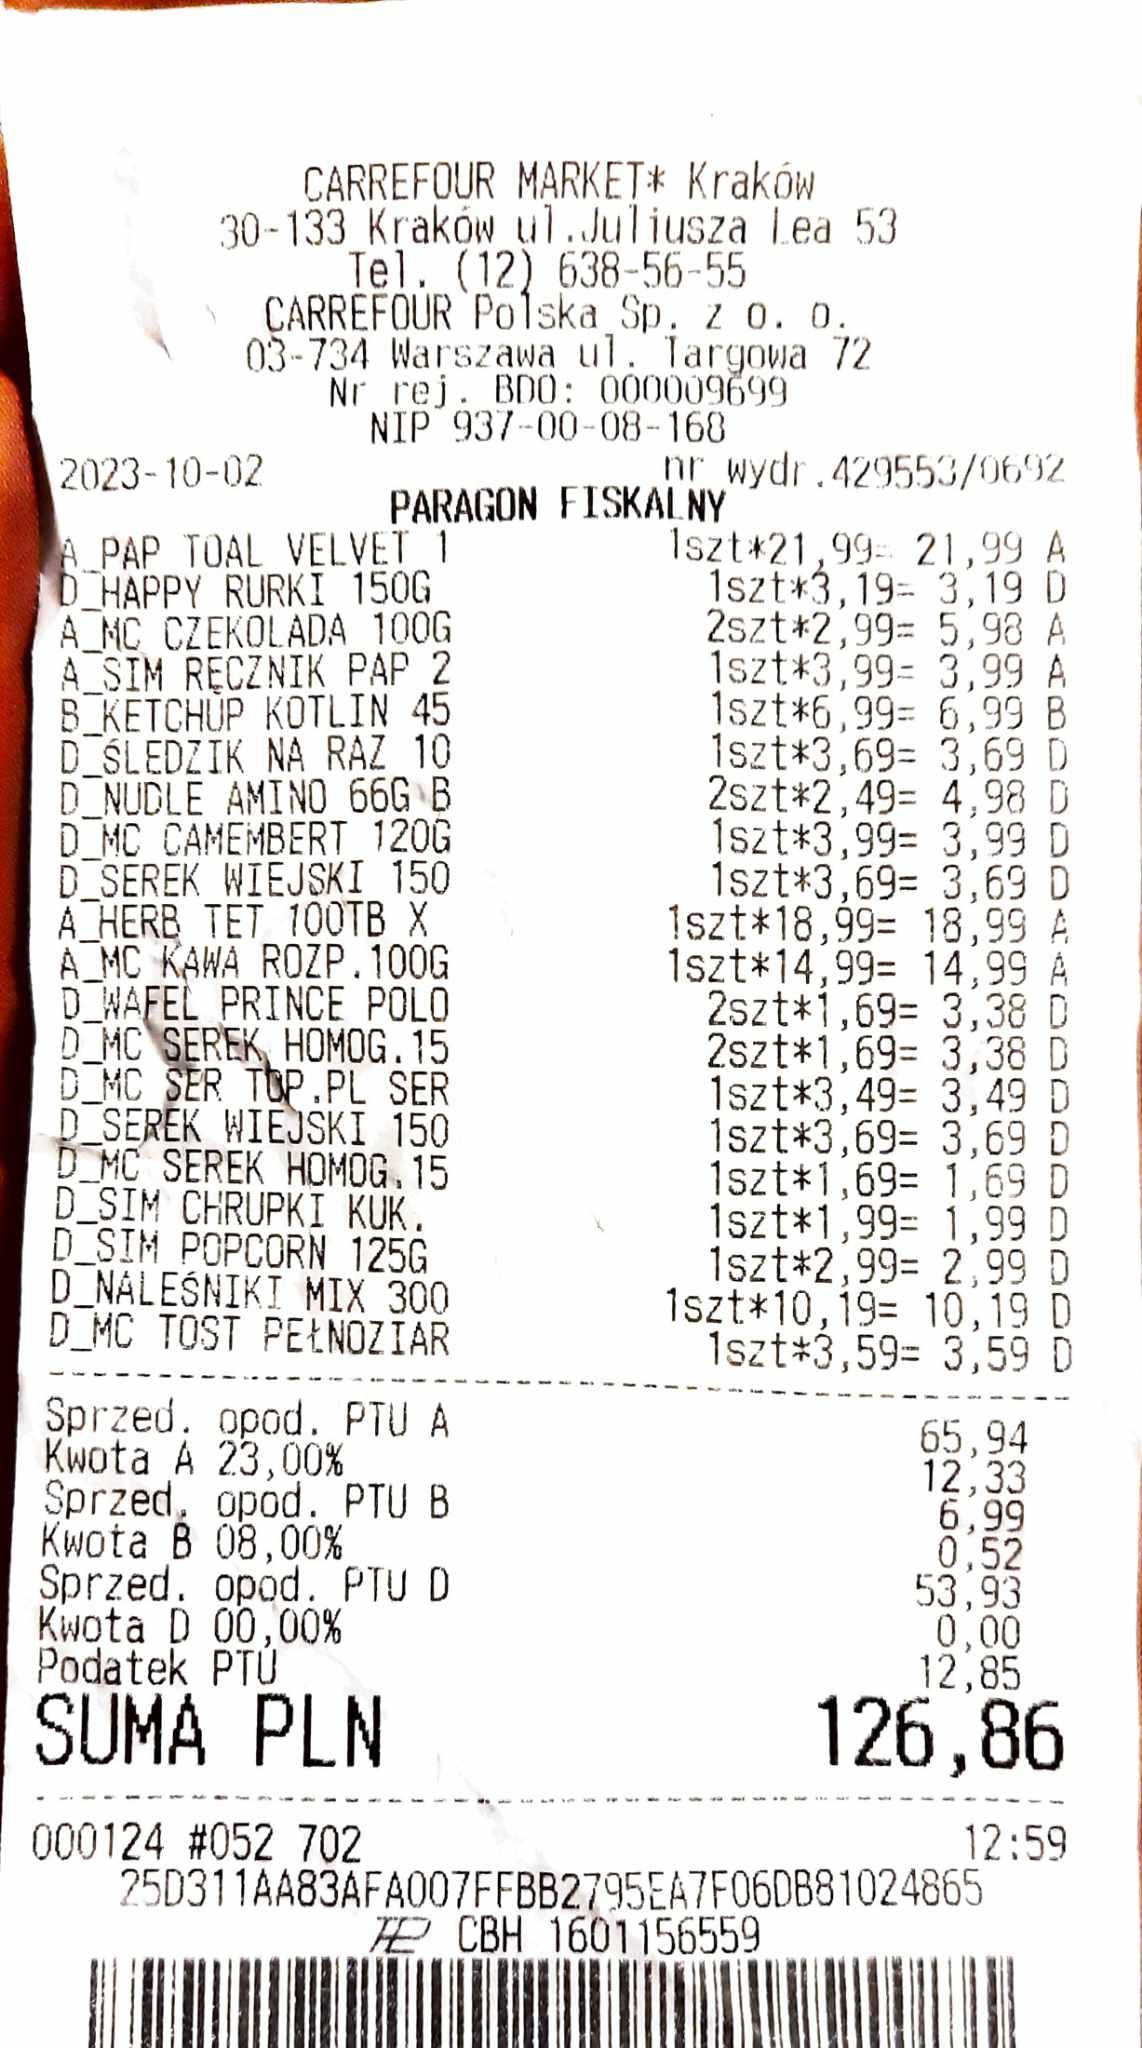 CARREFOUR MARKET* Kraków
30-133 Kraków ul.Juliusza Lea 53
Tel. (12) 638-56-55
CARREFOUR Polska Sp. z o. o.
03-734 Warszawa ul. Targowa 72
Nr rej. BDO: 000009699
NIP 937-00-08-168
2023-10-02 nr wydr.429553/0692
PARAGON FISKALNY
A_PAP TOAL VELVET 1 1szt*21,99= 21,99 A
D_HAPPY RURKI 150G 1szt*3,19= 3,19 D
A_MC CZEKOLADA 100G 2szt*2,99= 5,98 A
A_SIM RĘCZNIK PAP 2 1szt*3,99= 3,99 A
B_KETCHUP KOTLIN 45 1szt*6,99= 6,99 B
D_ŚLEDZIK NA RAZ 10 1szt*3,69= 3,69 D
D_NUDLE AMINO 66G B 2szt*2,49= 4,98 D
D_MC CAMEMBERT 120G 1szt*3,99= 3,99 D
D_SEREK WIEJSKI 150 1szt*3,69= 3,69 D
A_HERB TET 100TB X 1szt*18,99= 18,99 A
A_MC KAWA ROZP.100G 1szt*14,99= 14,99 A
D_WAFEL PRINCE POLO 2szt*1,69= 3,38 D
D_MC SEREK HOMOG.15 2szt*1,69= 3,38 D
D_MC SER TOP.PL SER 1szt*3,49= 3,49 D
D_SEREK WIEJSKI 150 1szt*3,69= 3,69 D
D_MC SEREK HOMOG.15 1szt*1,69= 1,69 D
D_SIM CHRUPKI KUK. 1szt*1,99= 1,99 D
D_SIM POPCORN 125G 1szt*2,99= 2,99 D
D_NALEŚNIKI MIX 300 1szt*10,19= 10,19 D
D_MC TOST PEŁNOZIAR 1szt*3,59= 3,59 D
Sprzed. opod. PTU A 65,94
Kwota A 23,00% 12,33
Sprzed. opod. PTU B 6,99
Kwota B 08,00% 0,52
Sprzed. opod. PTU D 53,93
Kwota D 00,00% 0,00
Podatek PTU 12,85
SUMA PLN 126,86
000124 #052 702 12:59
25D311AA83AFA007FFBB2795EA7F06DB81024865
CBH 1601156559